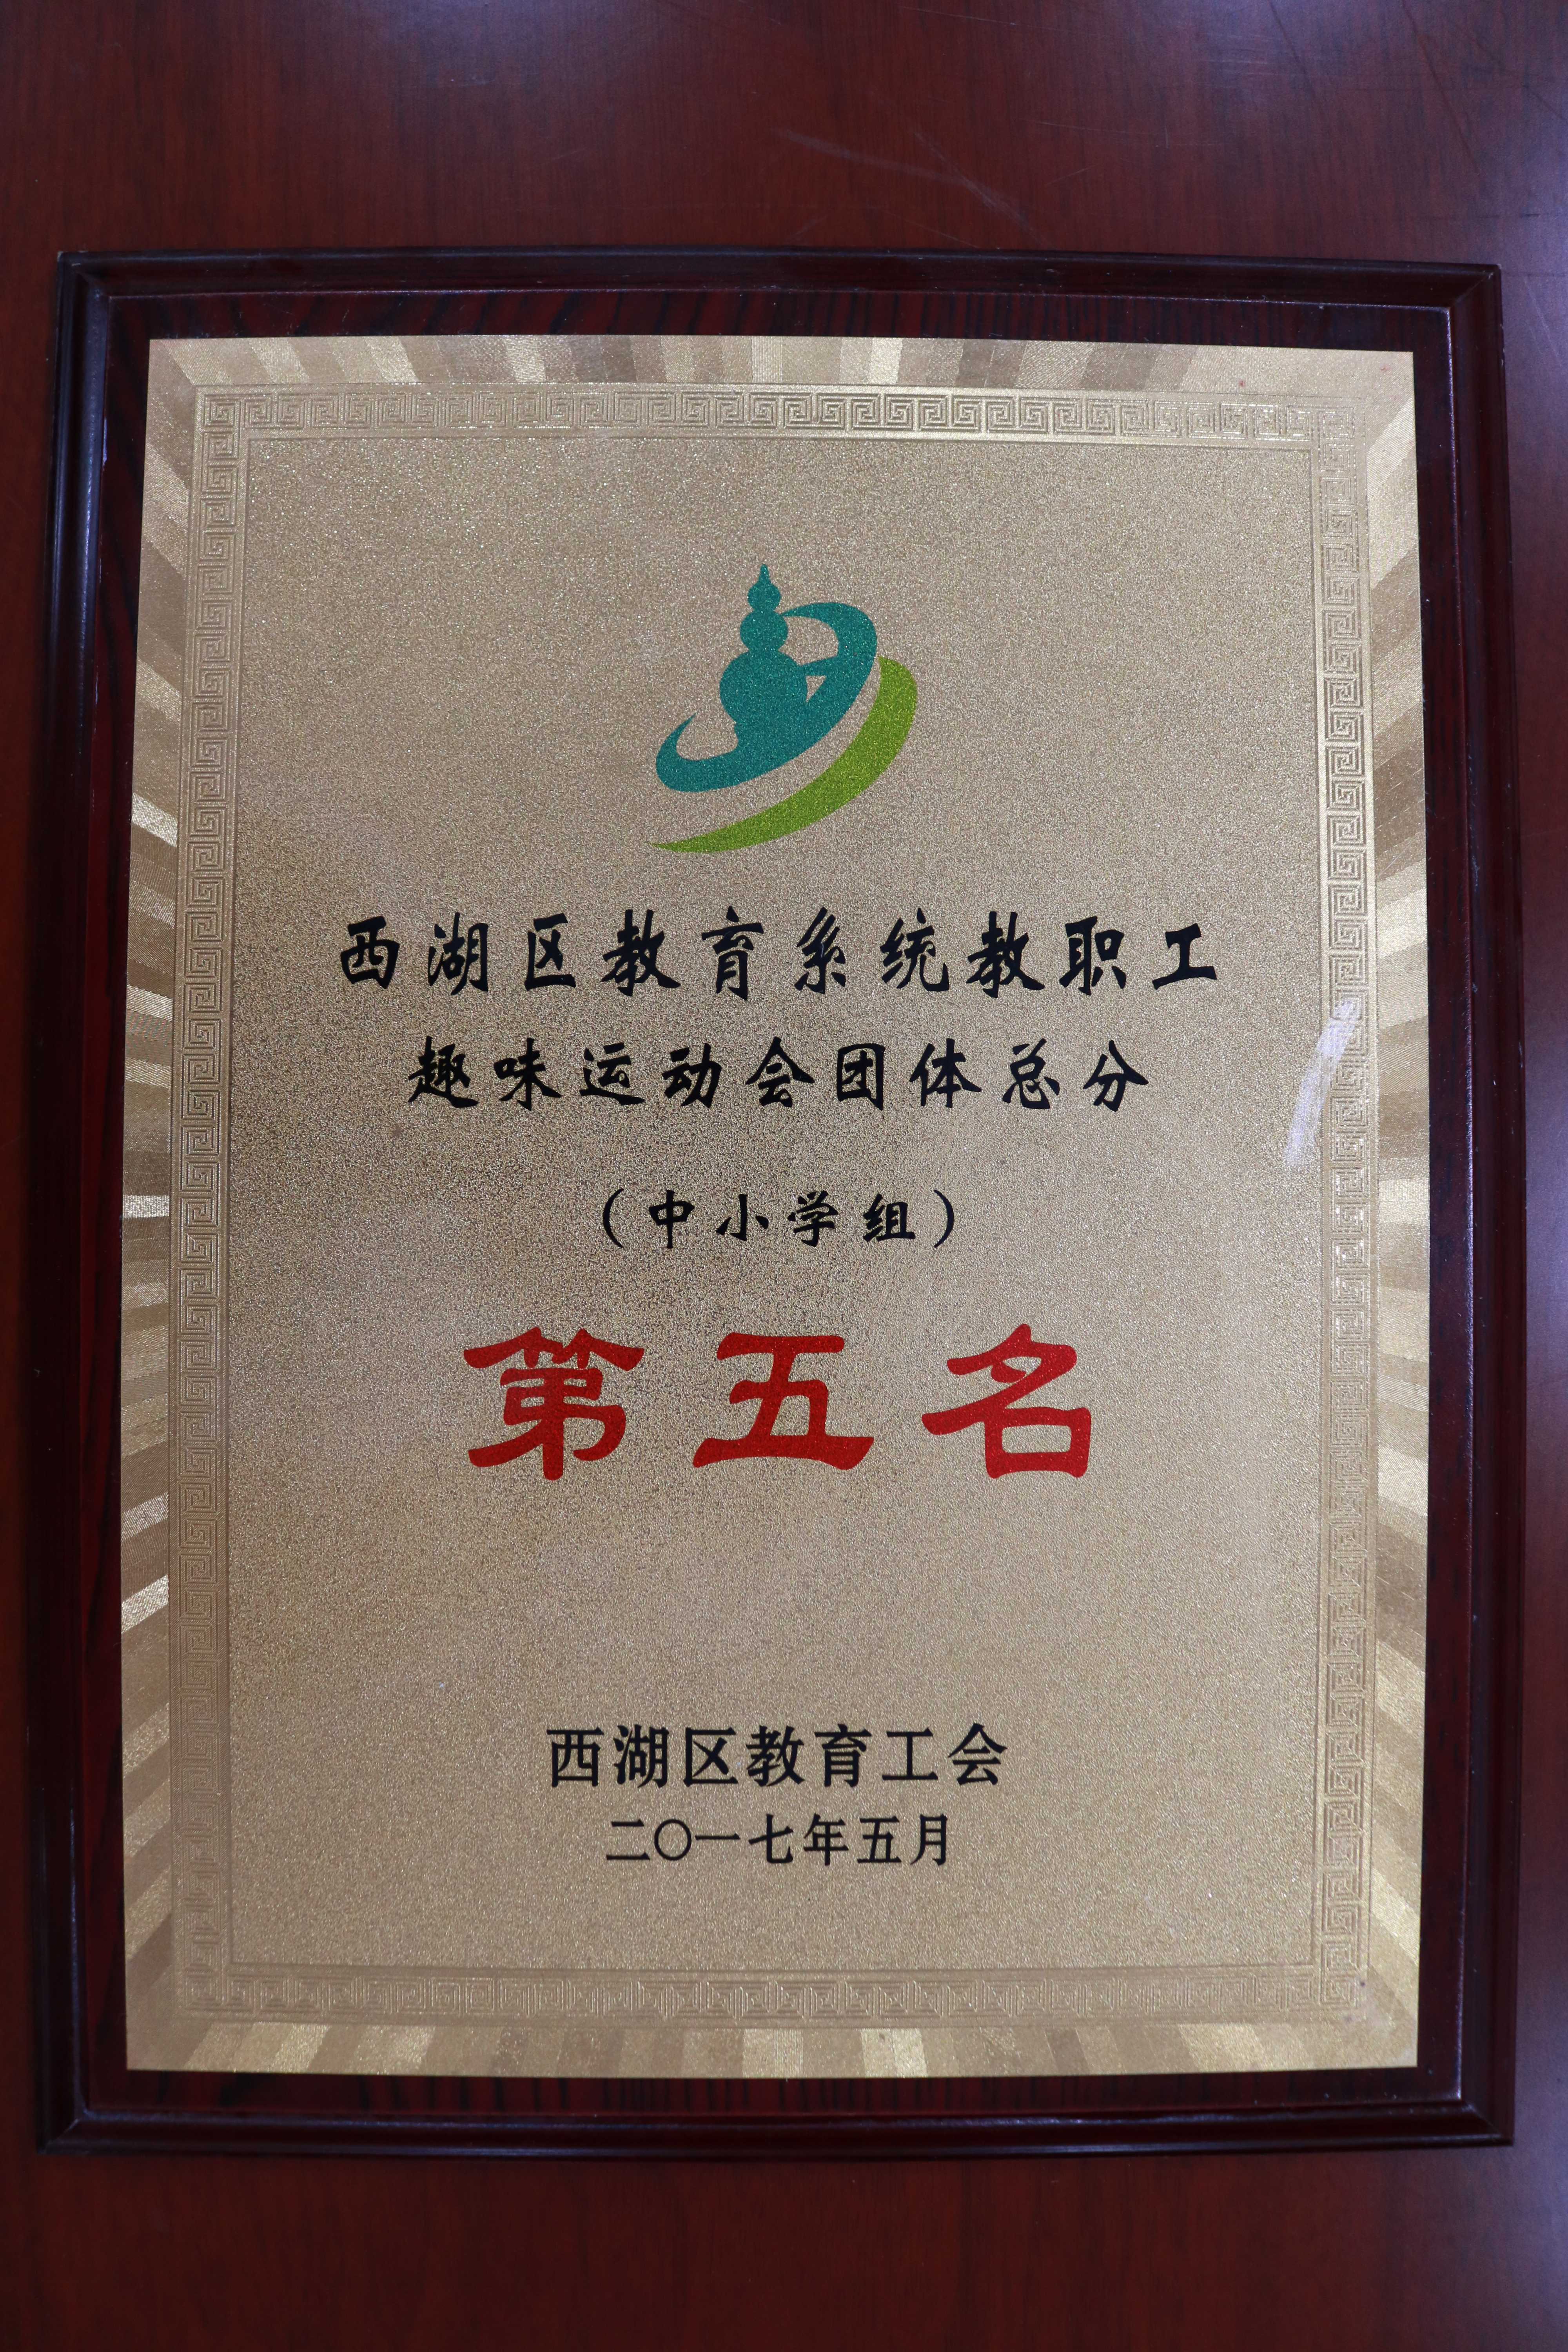 西湖区教育系统教职工
趣味运动会团体总分
（中小学组）
第五名
西湖区教育工会
二〇一七年五月